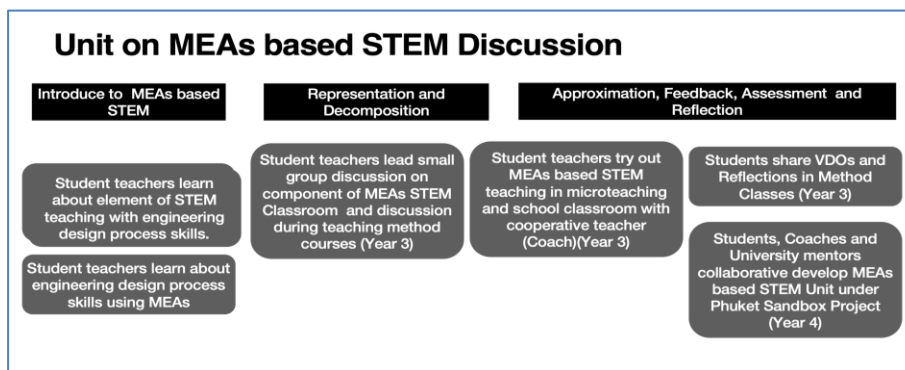 Unit on MEAs based STEM Discussion
Introduce to MEAs based
STEM
Representation and
Decomposition
Approximation, Feedback, Assessment and
Reflection
Student teachers learn
about element of STEM
teaching with engineering
design process skills.
Student teachers learn about
engineering design process
skills using MEAs
Student teachers lead small
group discussion on
component of MEAs STEM
Classroom and discussion
during teaching method
courses (Year 3)
Student teachers try out
MEAs based STEM
teaching in microteaching
and school classroom with
cooperative teacher
(Coach)(Year 3)
Students share VDOs and
Reflections in Method
Classes (Year 3)
Students, Coaches and
University mentors
collaborative develop MEAs
based STEM Unit under
Phuket Sandbox Project
(Year 4)